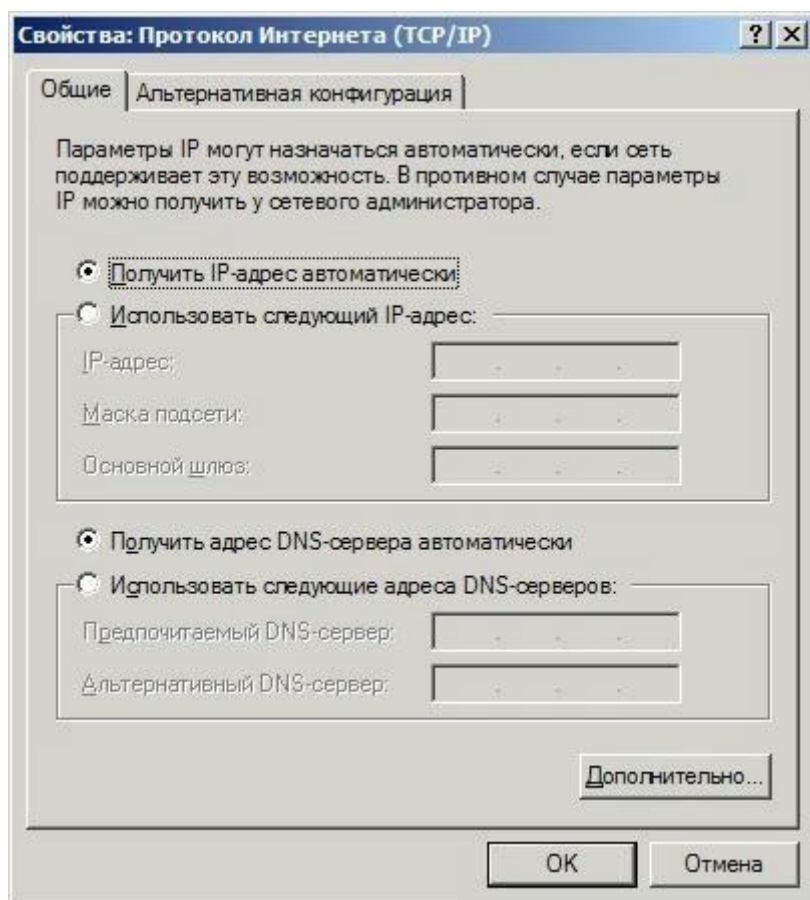 Свойства: Протокол Интернета (TCP/IP)
Общие
Альтернативная конфигурация
Параметры IP могут назначаться автоматически, если сеть
поддерживает эту возможность. В противном случае параметры
IP можно получить у сетевого администратора.
Получить IP-адрес автоматически
Использовать следующий IP-адрес:
IP-адрес:
Маска подсети:
Основной шлюз:
Получить адрес DNS-сервера автоматически
Использовать следующие адреса DNS-серверов:
Предпочитаемый DNS-сервер:
Альтернативный DNS-сервер:
Дополнительно...
OK
Отмена